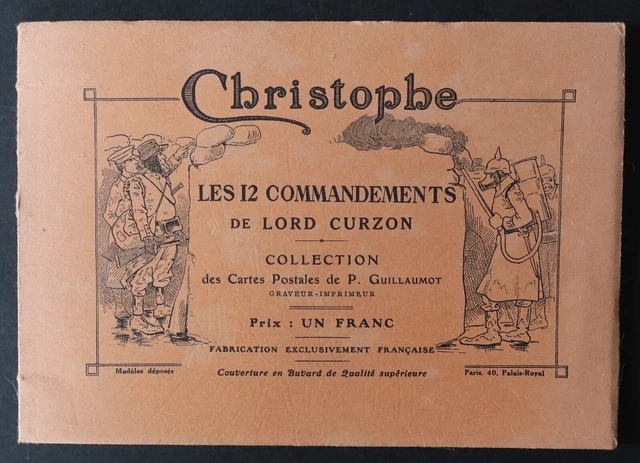 Christophe
LES 12 COMMANDEMENTS
DE LORD CURZON
COLLECTION
des Cartes Postales de P. GUILLAUMOT
GRAVEUR-IMPRIMEUR
Prix : UN FRANC
FABRICATION EXCLUSIVEMENT FRANÇAISE
Modèles déposés
Couverture en Buvard de Qualité supérieure
Paris, 40, Palais-Royal